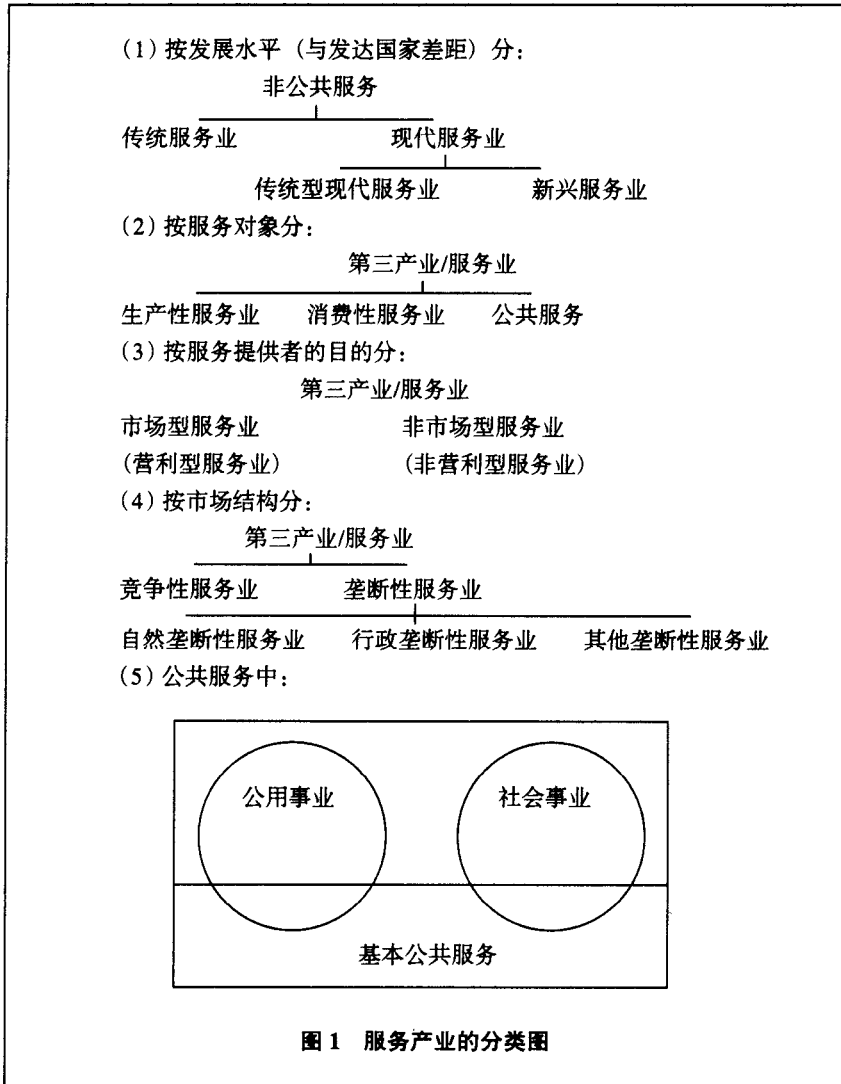 (1)按发展水平（与发达国家差距）分：
非公共服务
传统服务业 现代服务业
传统型现代服务业 新兴服务业
(2)按服务对象分：
第三产业/服务业
生产性服务业 消费性服务业 公共服务
(3)按服务提供者的目的分：
第三产业/服务业
市场型服务业 非市场型服务业
(营利型服务业) (非营利型服务业)
(4)按市场结构分：
第三产业/服务业
竞争性服务业 垄断性服务业
自然垄断性服务业 行政垄断性服务业 其他垄断性服务业
(5)公共服务中：
公用事业 社会事业
基本公共服务
图1 服务产业的分类图